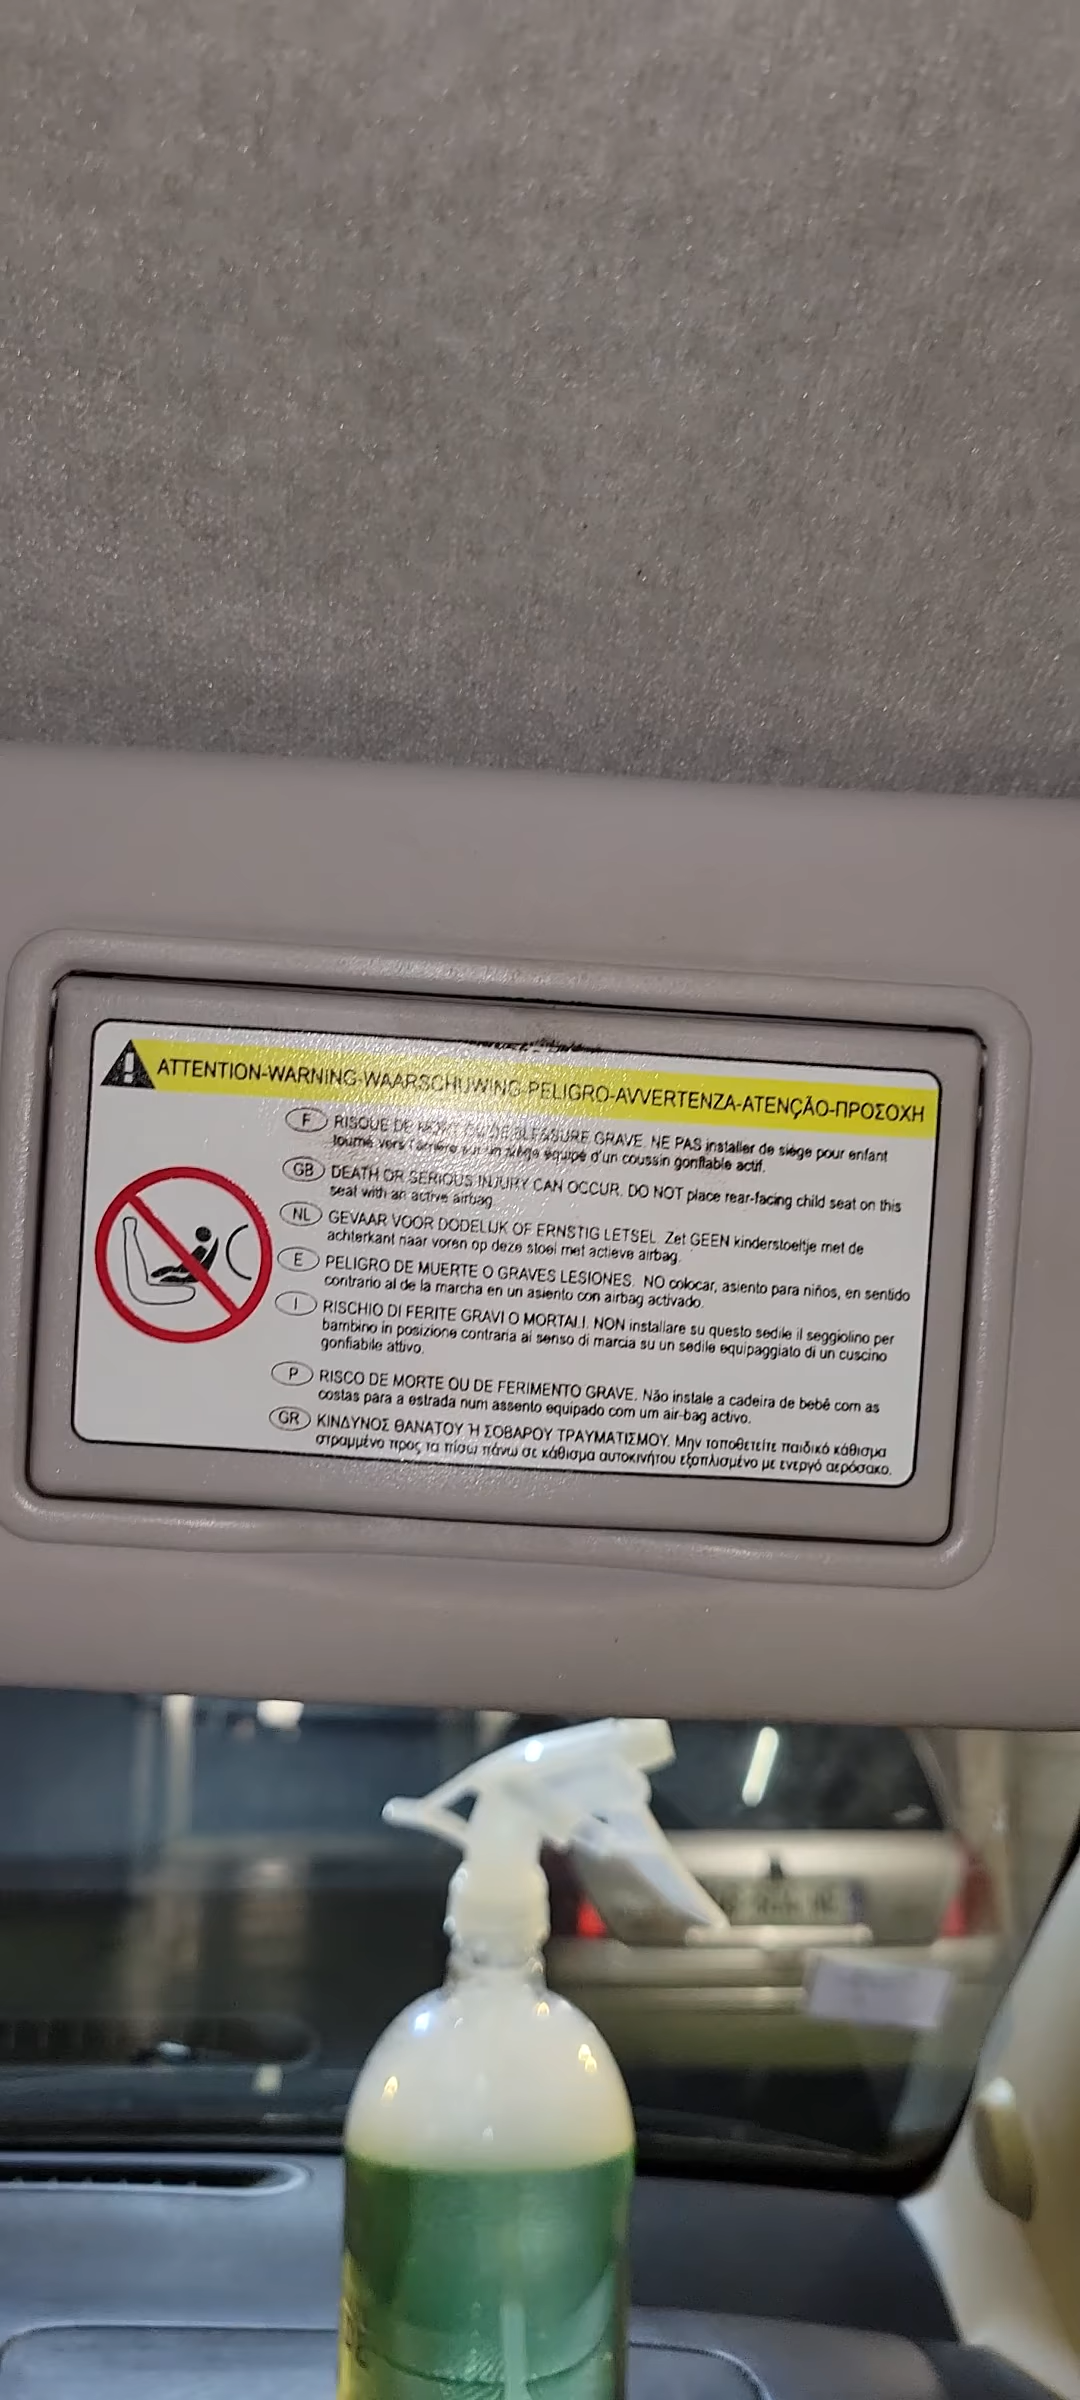 ATTENTION-WARNING-WAARSCHUWING-PELIGRO-AVVERTENZA-ATENÇÃO-ΠΡΟΣΟΧΗ
F RISQUE DE MORT OU DE BLESSURE GRAVE. NE PAS installer de siège pour enfant
tourné vers l'arrière sur un siège équipé d'un coussin gonflable actif.
GB DEATH OR SERIOUS INJURY CAN OCCUR. DO NOT place rear-facing child seat on this
seat with an active airbag
NL GEVAAR VOOR DODELIJK OF ERNSTIG LETSEL. Zet GEEN kinderstoeltje met de
achterkant naar voren op deze stoel met actieve airbag.
E PELIGRO DE MUERTE O GRAVES LESIONES. NO colocar, asiento para niños, en sentido
contrario al de la marcha en un asiento con airbag activado.
I RISCHIO DI FERITE GRAVI O MORTALI. NON installare su questo sedile il seggiolino per
bambino in posizione contraria al senso di marcia su un sedile equipaggiato di un cuscino
gonfiabile attivo.
P RISCO DE MORTE OU DE FERIMENTO GRAVE. Não instale a cadeira de bebê com as
costas para a estrada num assento equipado com um air-bag activo.
GR ΚΙΝΔΥΝΟΣ ΘΑΝΑΤΟΥ Ή ΣΟΒΑΡΟΥ ΤΡΑΥΜΑΤΙΣΜΟΥ. Μην τοποθετείτε παιδικό κάθισμα
στραμμένο προς τα πίσω πάνω σε κάθισμα αυτοκινήτου εξοπλισμένο με ενεργό αερόσακο.